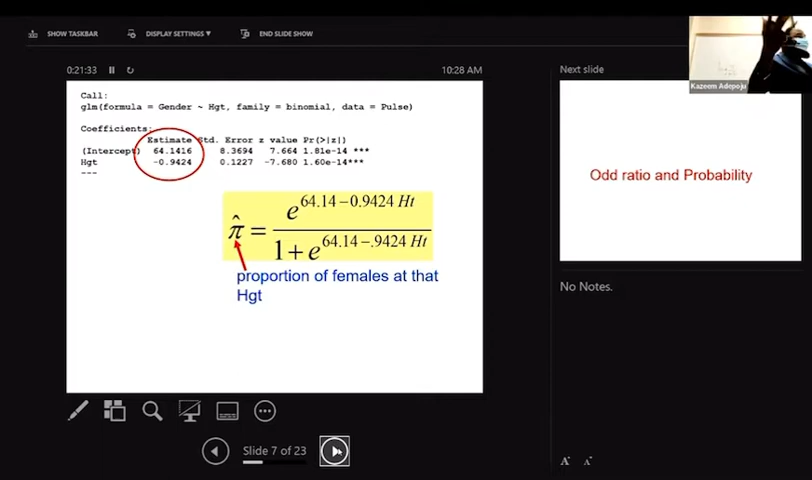 SHOW TASKBAR
DISPLAY SETTINGS ▼
END SLIDE SHOW
Kazeem Adepoju
0:21:33
10:28 AM
Call:
glm(formula = Gender ~ Hgt, family = binomial, data = Pulse)
Coefficients:
Estimate Std. Error z value Pr(>|z|)
(Intercept) 64.1416 8.3694 7.664 1.81e-14 ***
Hgt -0.9424 0.1227 -7.680 1.60e-14***
---
π̂ = e^(64.14−0.9424 Ht) / (1+e^(64.14−.9424 Ht))
proportion of females at that
Hgt
Slide 7 of 23
Next slide
Odd ratio and Probability
No Notes.
A A